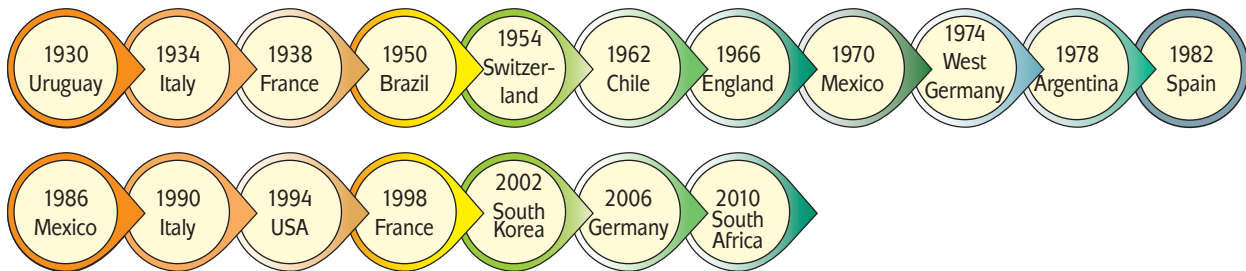 1930
Uruguay
1934
Italy
1938
France
1950
Brazil
1954
Switzer-
land
1962
Chile
1966
England
1970
Mexico
1974
West
Germany
1978
Argentina
1982
Spain
1986
Mexico
1990
Italy
1994
USA
1998
France
2002
South
Korea
2006
Germany
2010
South
Africa